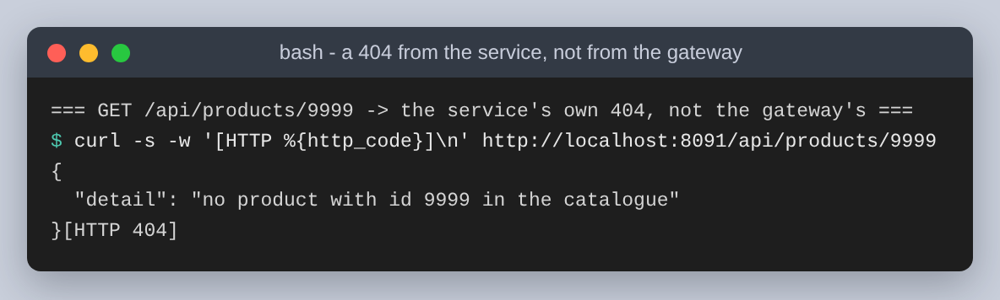 bash - a 404 from the service, not from the gateway
=== GET /api/products/9999 -> the service's own 404, not the gateway's ===
$ curl -s -w '[HTTP %{http_code}]\n' http://localhost:8091/api/products/9999
{
  "detail": "no product with id 9999 in the catalogue"
}[HTTP 404]